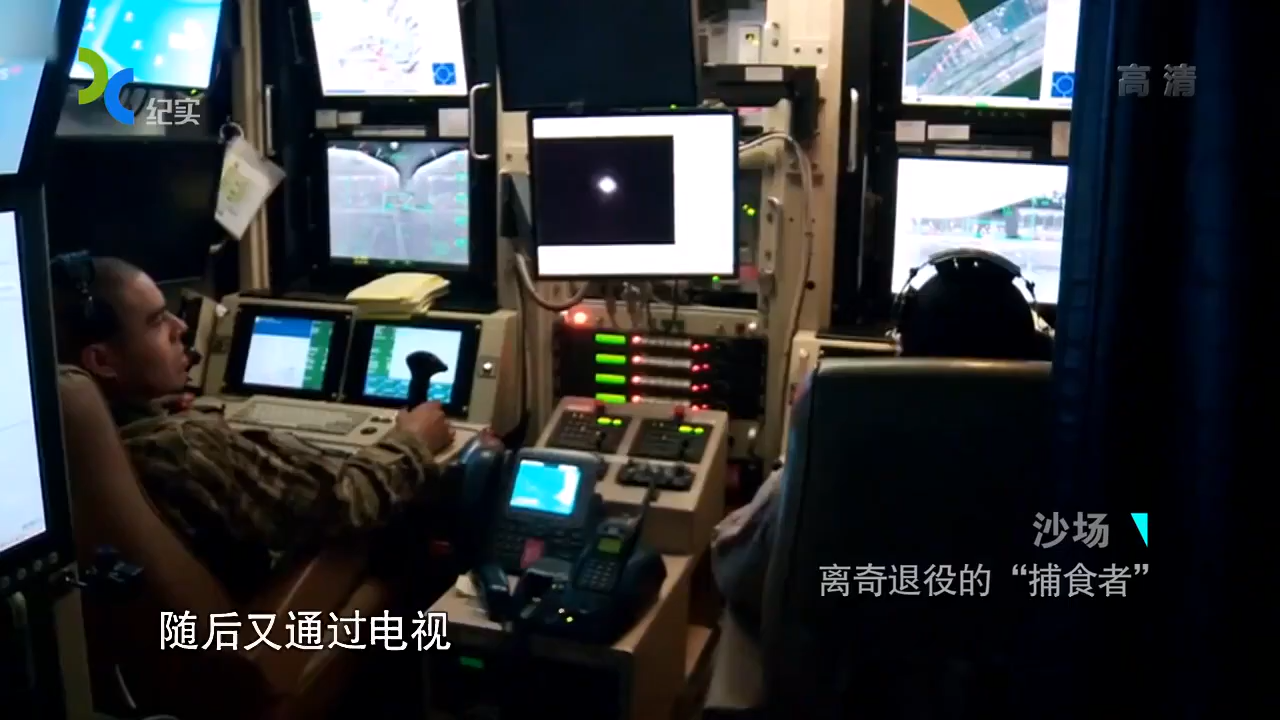 纪实
高清
沙场
离奇退役的“捕食者”
随后又通过电视